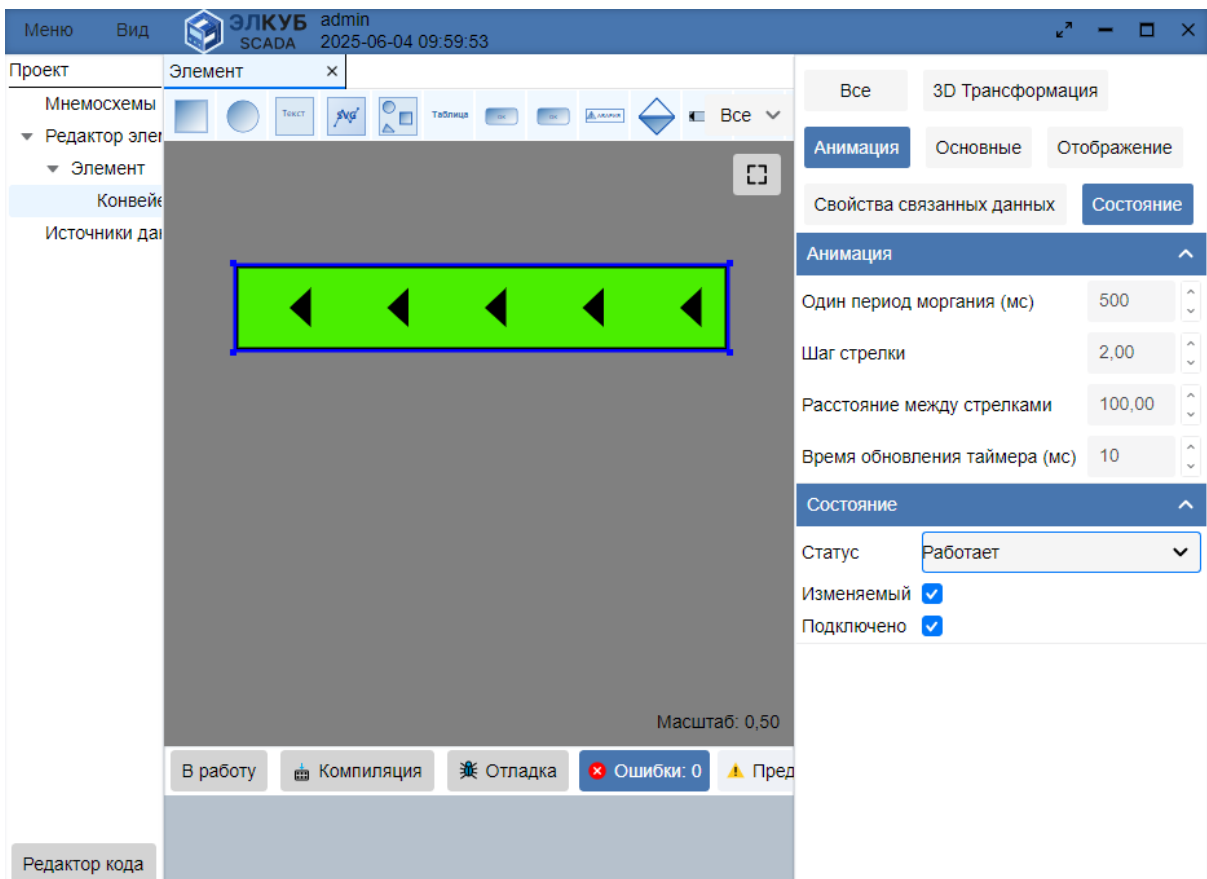 Меню Вид ЭЛКУБ SCADA admin
2025-06-04 09:59:53
Проект
Мнемосхемы
Редактор элем
Элемент
Конвейе
Источники дан
Редактор кода
Элемент
Текст Таблица ОК ОК Все
Масштаб: 0,50
В работу Компиляция Отладка Ошибки: 0 Пред
Все 3D Трансформация
Анимация Основные Отображение
Свойства связанных данных Состояние
Анимация
Один период моргания (мс) 500
Шаг стрелки 2,00
Расстояние между стрелками 100,00
Время обновления таймера (мс) 10
Состояние
Статус Работает
Изменяемый
Подключено